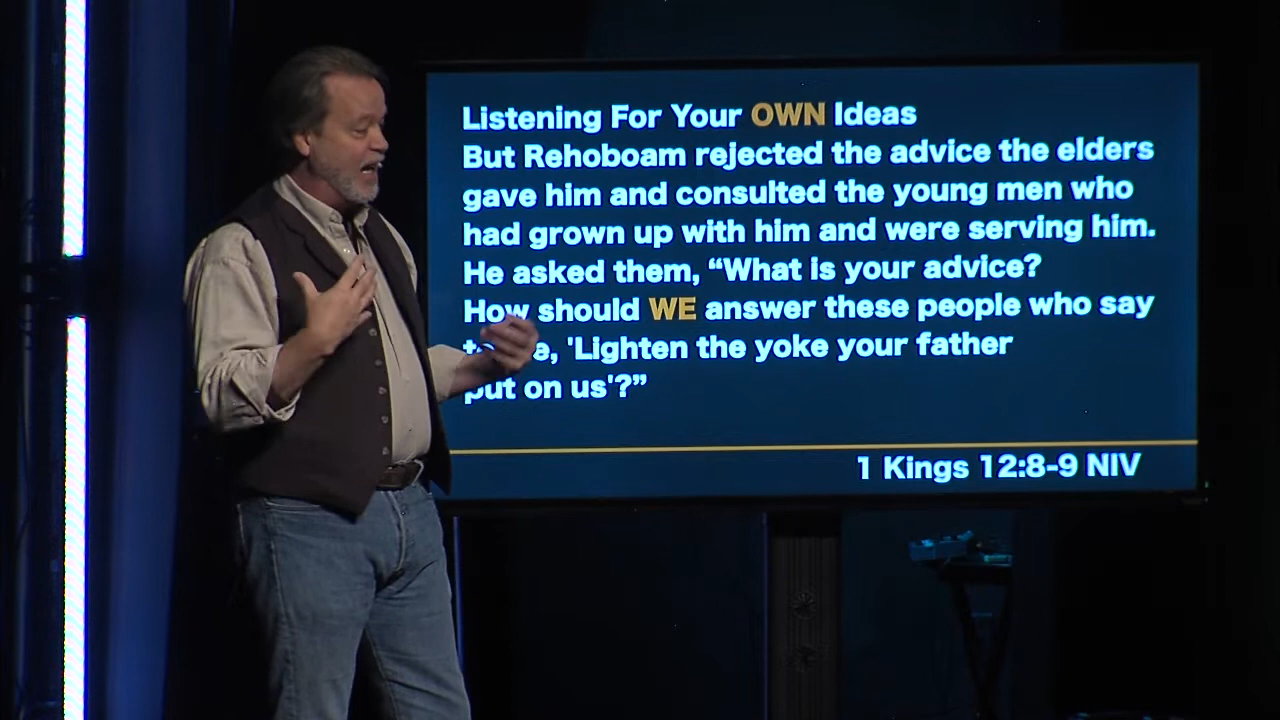 Listening For Your OWN Ideas
But Rehoboam rejected the advice the elders
gave him and consulted the young men who
had grown up with him and were serving him.
He asked them, “What is your advice?
How should WE answer these people who say
'Lighten the yoke your father
put on us'?”
1 Kings 12:8-9 NIV